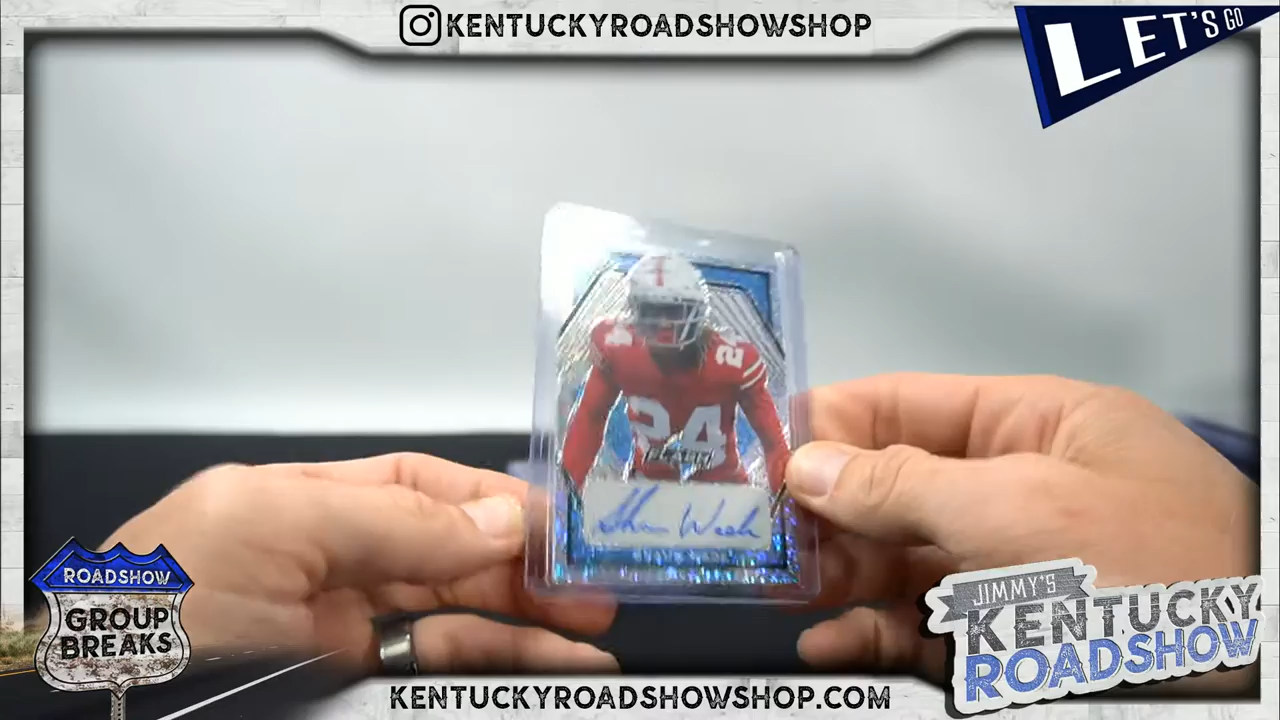 KENTUCKYROADSHOWSHOP
LET'S GO
24
24
ROADSHOW
GROUP
BREAKS
JIMMY'S
KENTUCKY
ROADSHOW
KENTUCKYROADSHOWSHOP.COM